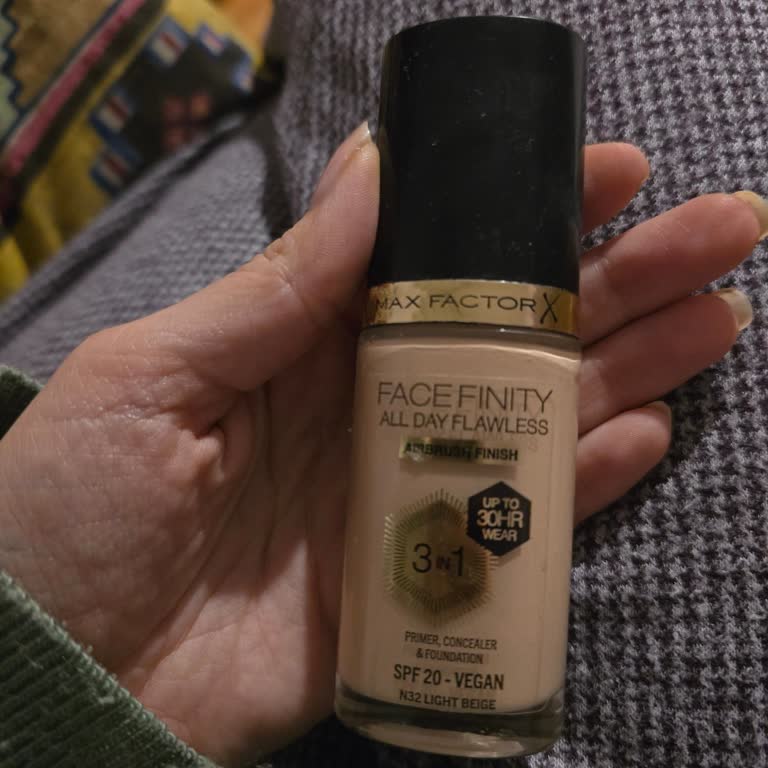 MAX FACTOR X
FACEFINITY
ALL DAY FLAWLESS
AIRBRUSH FINISH
UP TO
30HR
WEAR
3 IN 1
PRIMER, CONCEALER
& FOUNDATION
SPF 20 - VEGAN
N32 LIGHT BEIGE